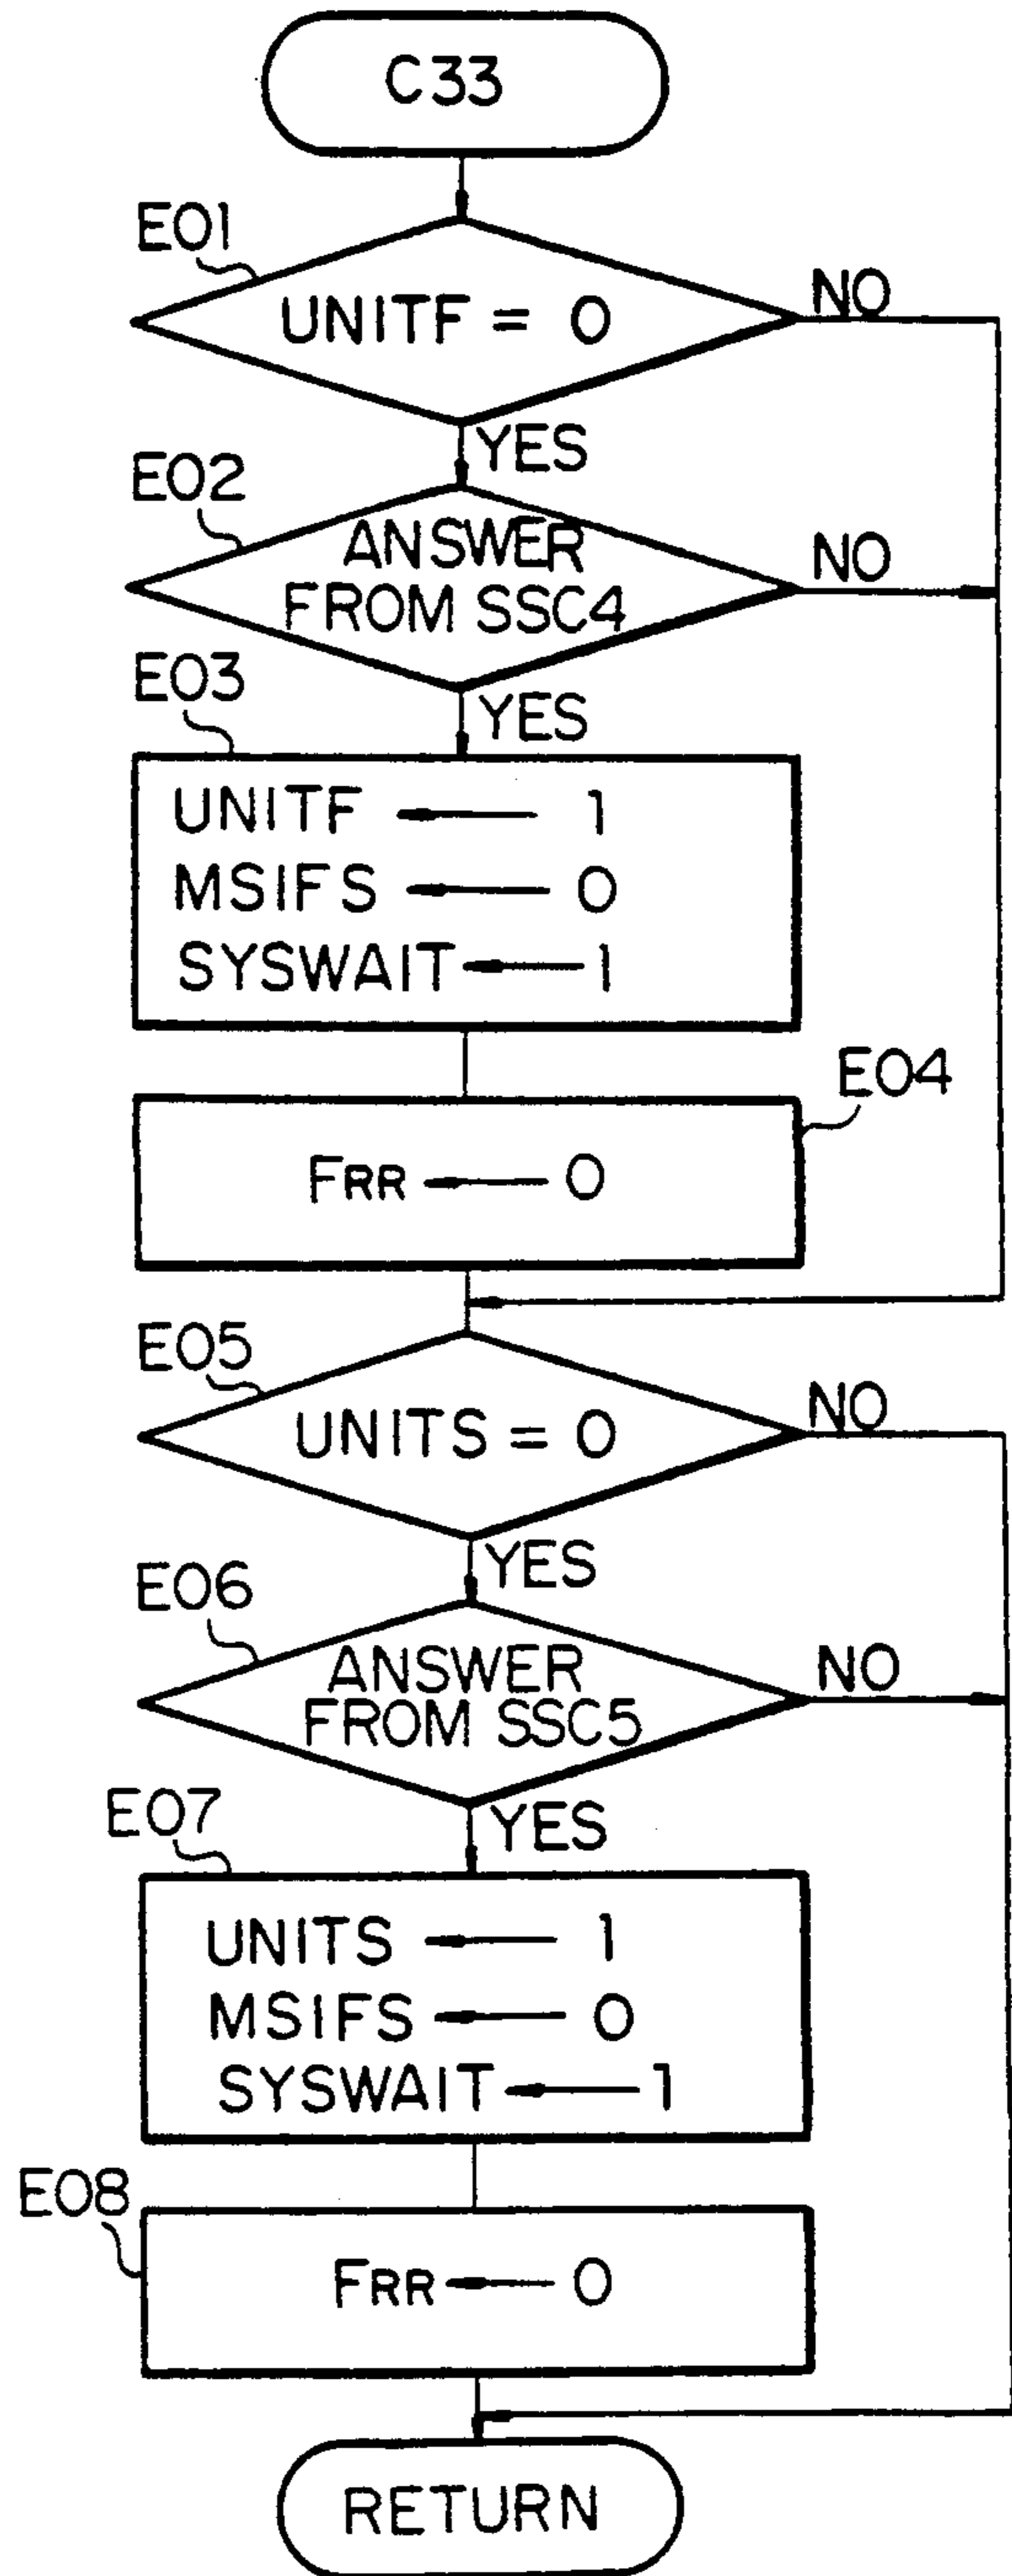 C33
E01
UNITF = 0
NO
YES
E02
ANSWER
FROM SSC4
NO
YES
E03
UNITF ← 1
MSIFS ← 0
SYSWAIT ← 1
E04
FRR ← 0
E05
UNITS = 0
NO
YES
E06
ANSWER
FROM SSC5
NO
YES
E07
UNITS ← 1
MSIFS ← 0
SYSWAIT ← 1
E08
FRR ← 0
RETURN